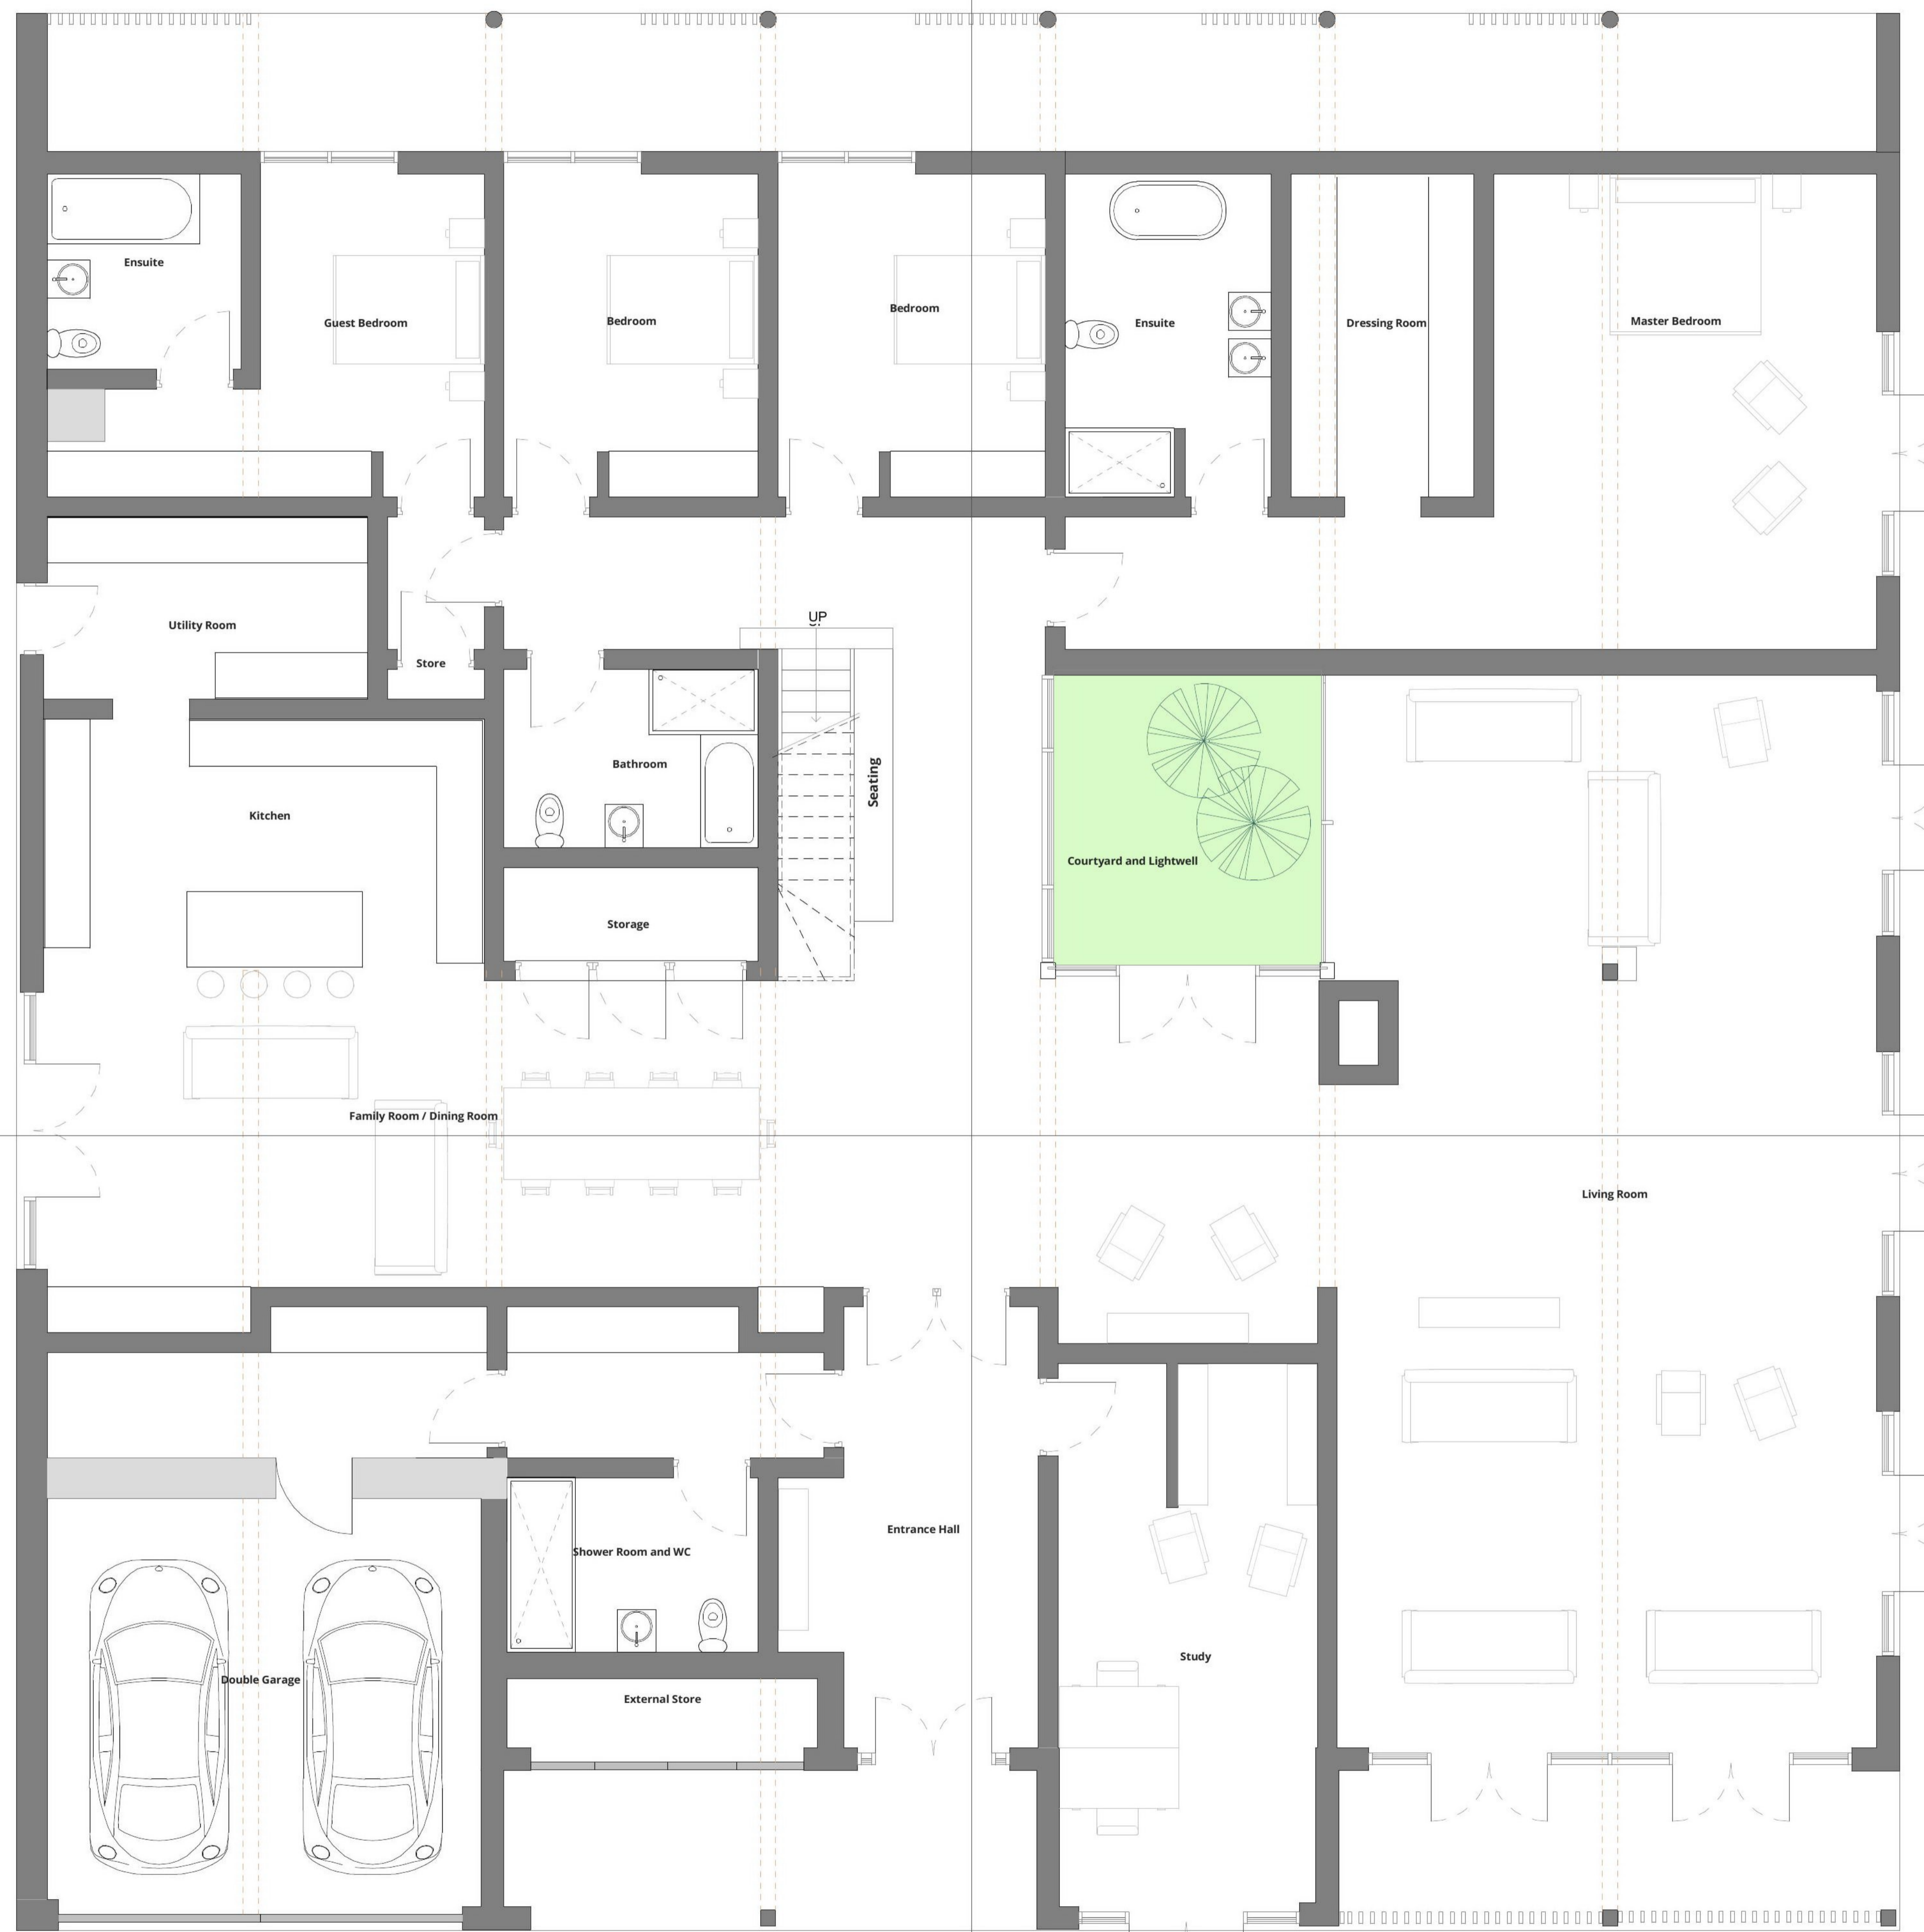 Ensuite
Guest Bedroom
Bedroom
Bedroom
Ensuite
Dressing Room
Master Bedroom
UP
Utility Room
Store
Bathroom
Seating
Kitchen
Courtyard and Lightwell
Storage
Family Room / Dining Room
Living Room
Entrance Hall
Shower Room and WC
Study
Double Garage
External Store